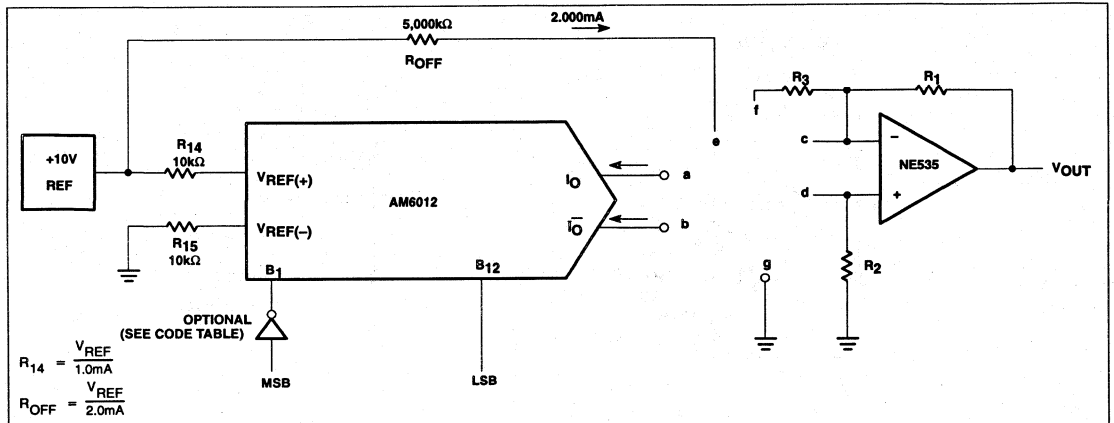 5,000kΩ
2.000mA
ROFF
R3
R1
f
+10V
REF
R14
10kΩ
VREF(+)
AM6012
IO
a
e
c
−
NE535
VOUT
d
+
VREF(–)
R15
10kΩ
IO
b
B1
B12
g
R2
OPTIONAL
(SEE CODE TABLE)
MSB
LSB
R14 = VREF / 1.0mA
ROFF = VREF / 2.0mA